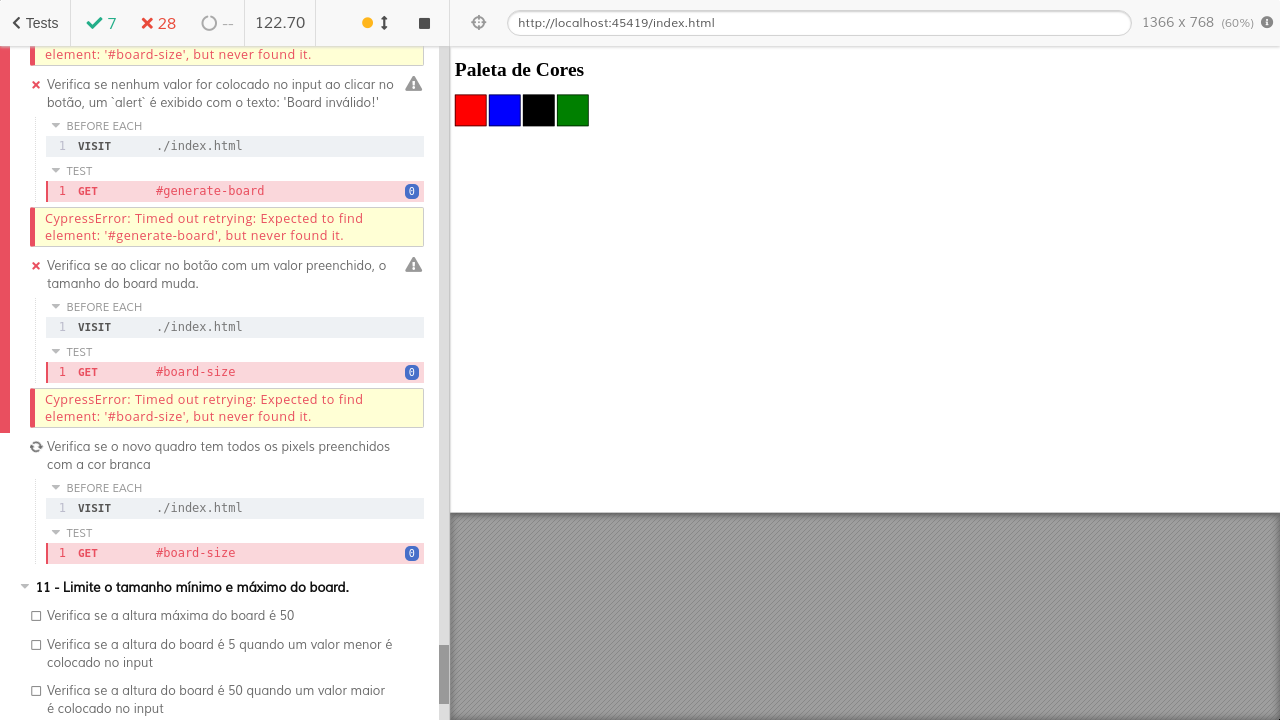 Tests 7 28 -- 122.70
http://localhost:45419/index.html 1366 x 768 (60%)
element: '#board-size', but never found it.
Verifica se nenhum valor for colocado no input ao clicar no
botão, um `alert` é exibido com o texto: 'Board inválido!'
BEFORE EACH
1 VISIT ./index.html
TEST
1 GET #generate-board 0
CypressError: Timed out retrying: Expected to find
element: '#generate-board', but never found it.
Verifica se ao clicar no botão com um valor preenchido, o
tamanho do board muda.
BEFORE EACH
1 VISIT ./index.html
TEST
1 GET #board-size 0
CypressError: Timed out retrying: Expected to find
element: '#board-size', but never found it.
Verifica se o novo quadro tem todos os pixels preenchidos
com a cor branca
BEFORE EACH
1 VISIT ./index.html
TEST
1 GET #board-size 0
11 - Limite o tamanho mínimo e máximo do board.
Verifica se a altura máxima do board é 50
Verifica se a altura do board é 5 quando um valor menor é
colocado no input
Verifica se a altura do board é 50 quando um valor maior
é colocado no input
Paleta de Cores